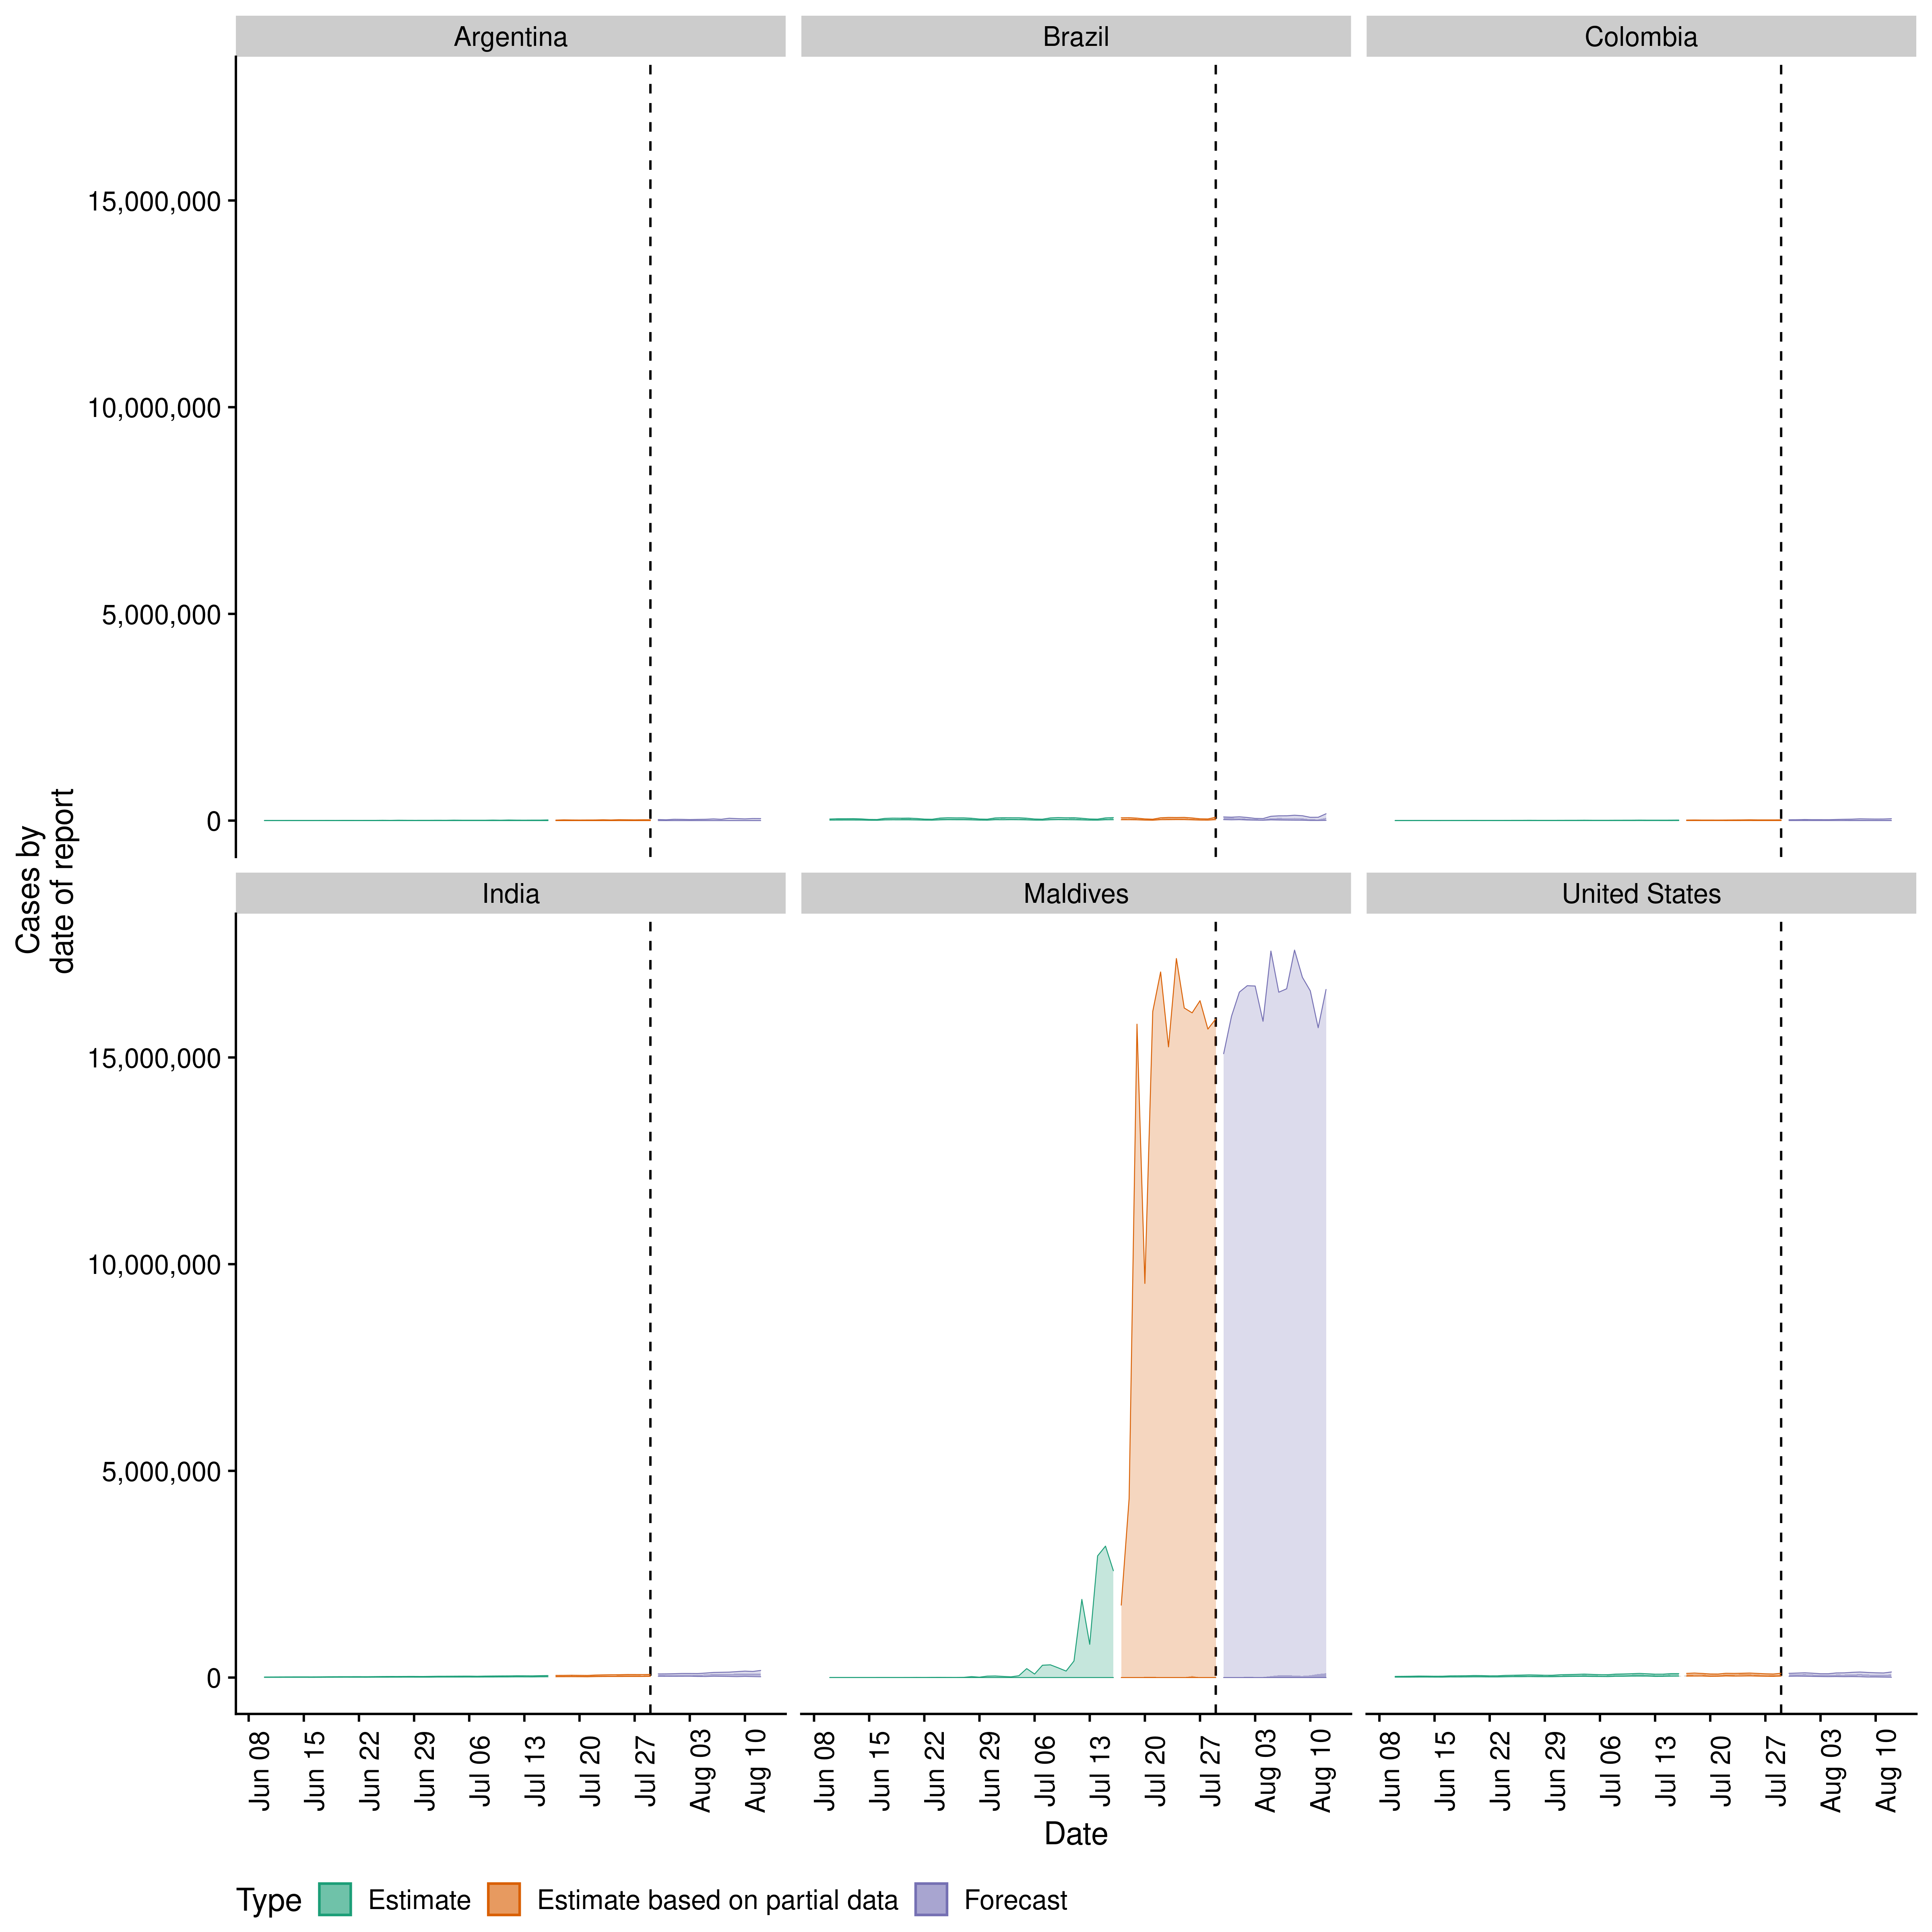 Argentina
Brazil
Colombia
15,000,000
10,000,000
5,000,000
0
Cases by
date of report
India
Maldives
United States
15,000,000
10,000,000
5,000,000
0
Jun 08
Jun 15
Jun 22
Jun 29
Jul 06
Jul 13
Jul 20
Jul 27
Aug 03
Aug 10
Jun 08
Jun 15
Jun 22
Jun 29
Jul 06
Jul 13
Jul 20
Jul 27
Aug 03
Aug 10
Jun 08
Jun 15
Jun 22
Jun 29
Jul 06
Jul 13
Jul 20
Jul 27
Aug 03
Aug 10
Date
Type Estimate Estimate based on partial data Forecast